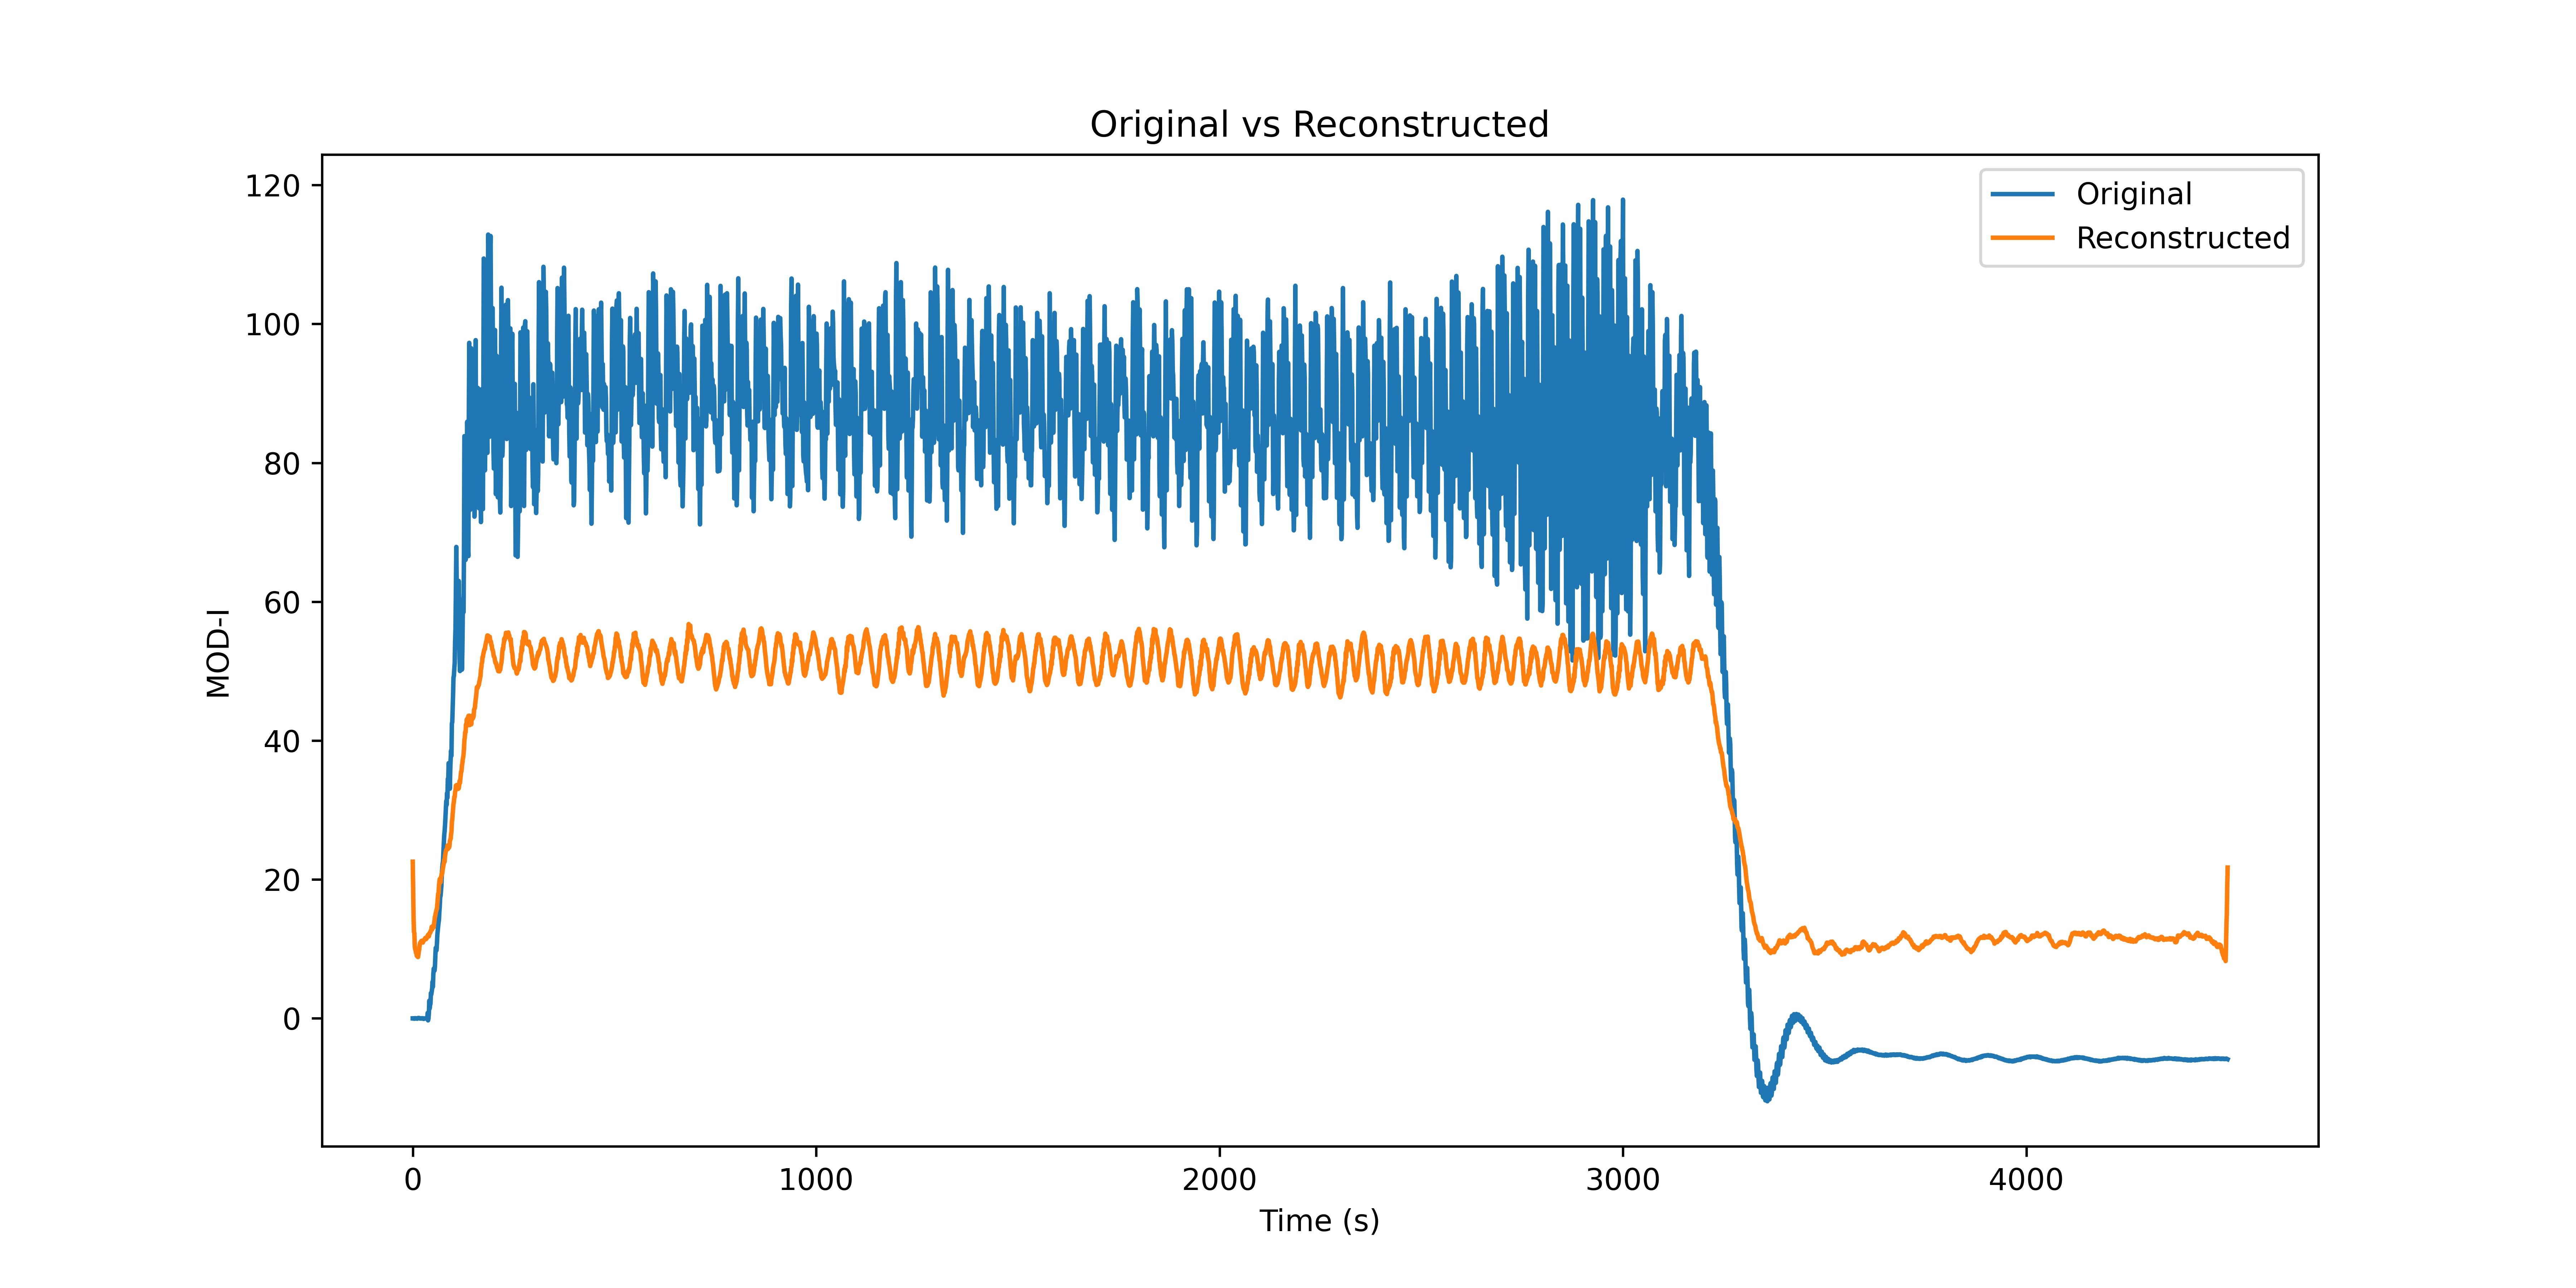 Original vs Reconstructed
Original
Reconstructed
120
100
80
60
40
20
0
MOD-I
0 1000 2000 3000 4000
Time (s)